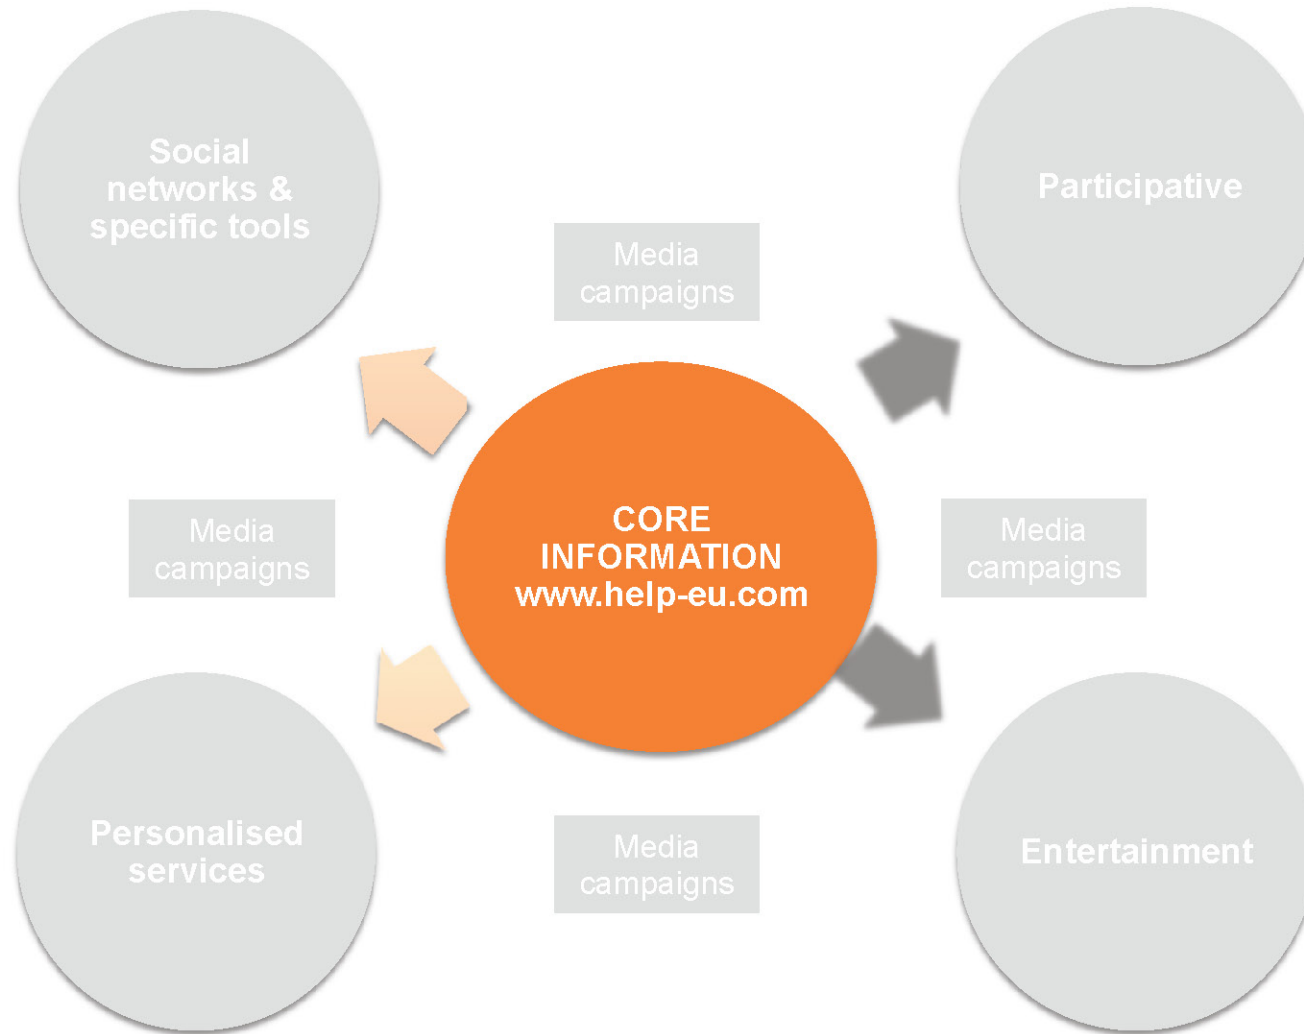 Social
networks &
specific tools
Participative
Media
campaigns
Media
campaigns
CORE
INFORMATION
www.help-eu.com
Media
campaigns
Personalised
services
Media
campaigns
Entertainment